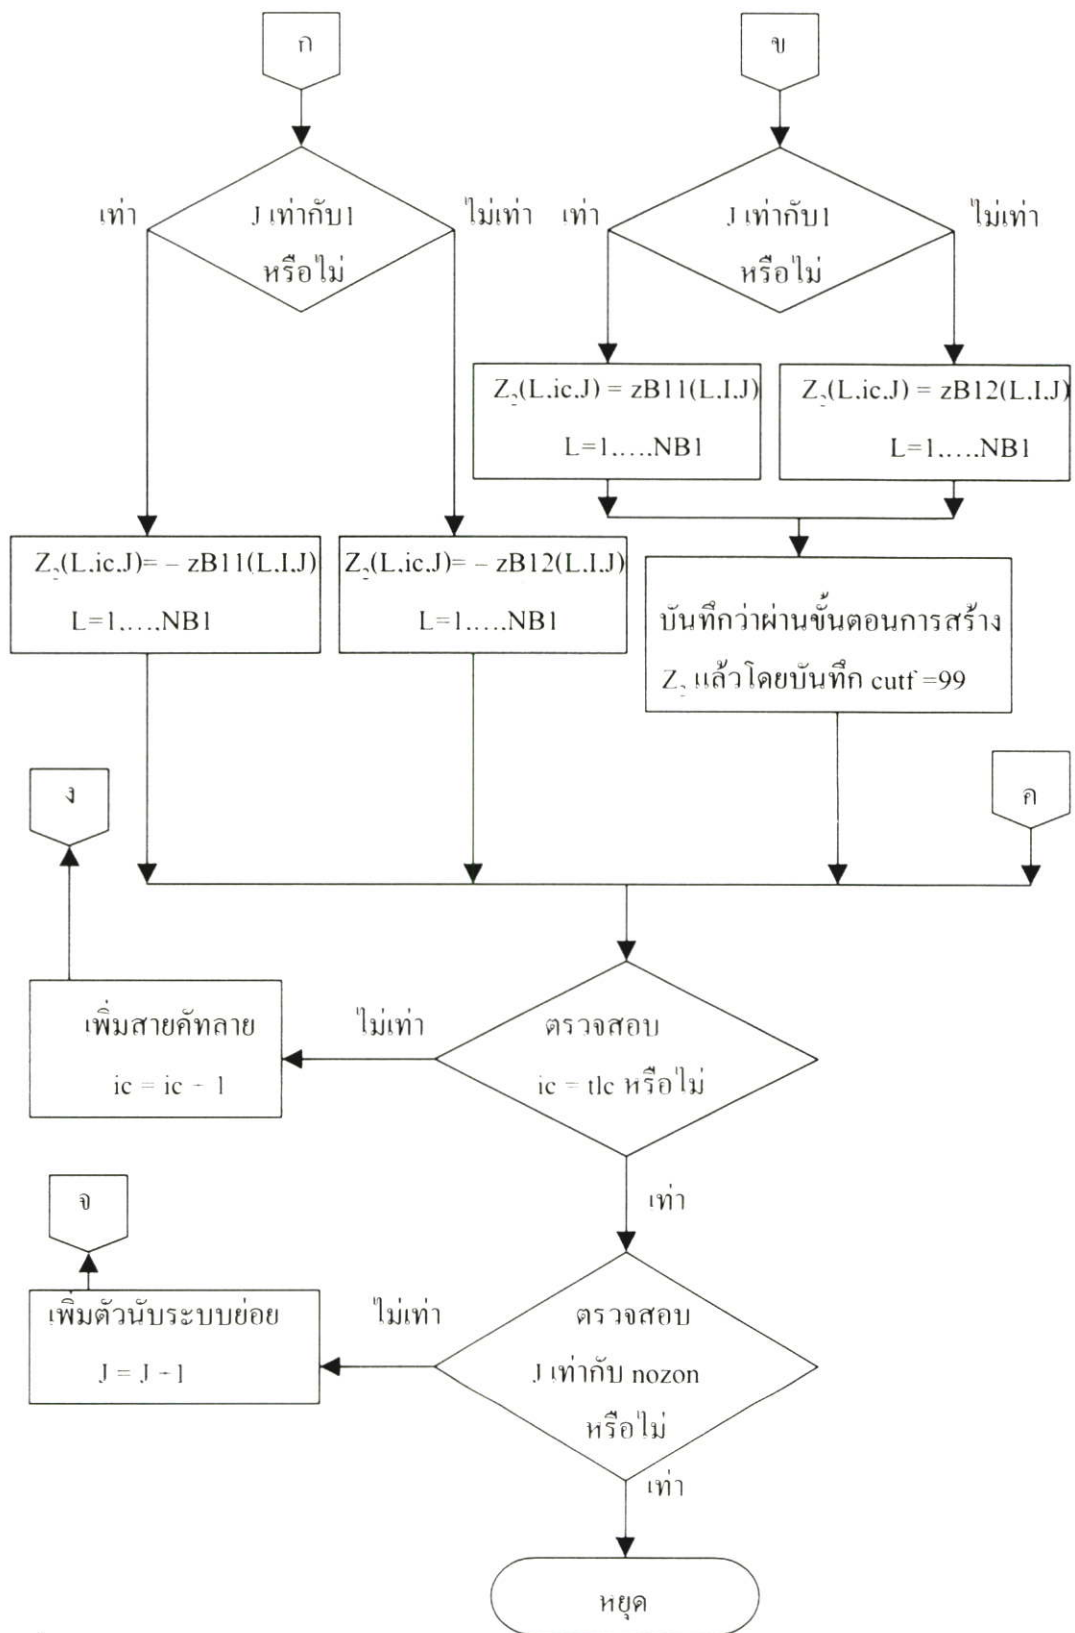 ก
ข
เท่า
J เท่ากับ1
หรือไม่
ไม่เท่า
เท่า
J เท่ากับ1
หรือไม่
ไม่เท่า
Z₂(L,ic,J) = zB11(L,I,J)
L=1,…,NB1
Z₂(L,ic,J) = zB12(L,I,J)
L=1,…,NB1
Z₂(L,ic,J)= – zB11(L,I,J)
L=1,…,NB1
Z₂(L,ic,J)= – zB12(L,I,J)
L=1,…,NB1
บันทึกว่าผ่านขั้นตอนการสร้าง
Z₂ แล้วโดยบันทึก cutf =99
ง
ค
เพิ่มสายคัทลาย
ic = ic - 1
ไม่เท่า
ตรวจสอบ
ic = tlc หรือไม่
เท่า
จ
เพิ่มตัวนับระบบย่อย
J = J -1
ไม่เท่า
ตรวจสอบ
J เท่ากับ nozon
หรือไม่
เท่า
หยุด